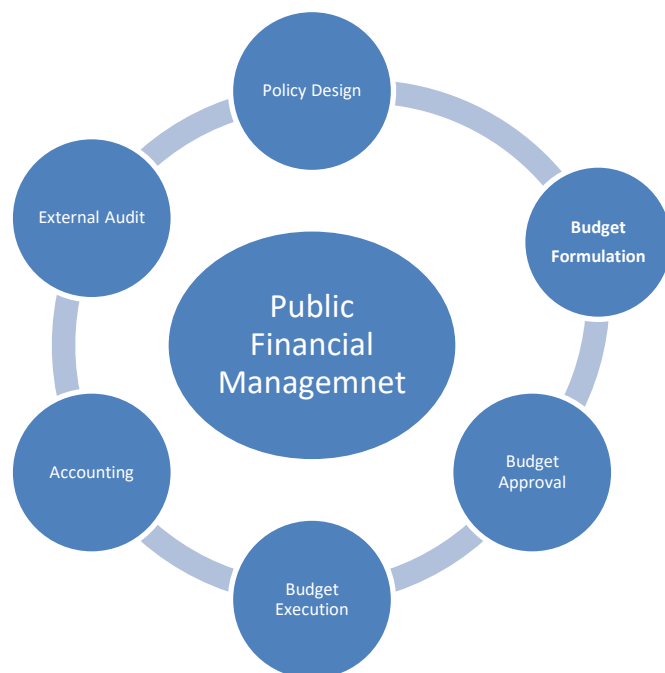 Policy Design
External Audit
Budget
Formulation
Public
Financial
Managemnet
Accounting
Budget
Approval
Budget
Execution